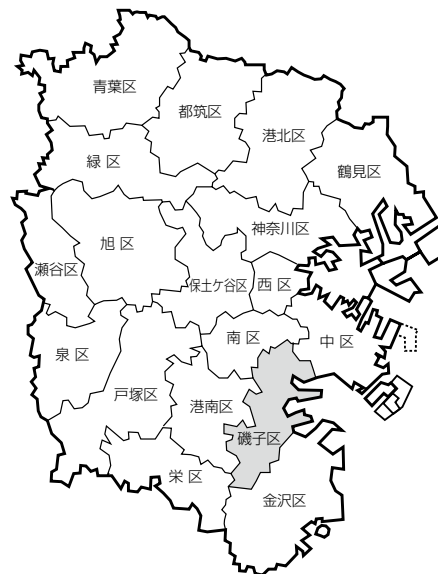 青葉区
都筑区
港北区
緑 区
鶴見区
神奈川区
旭 区
瀬谷区
保土ケ谷区
西 区
南 区
中 区
泉 区
戸塚区
港南区
磯子区
栄 区
金沢区